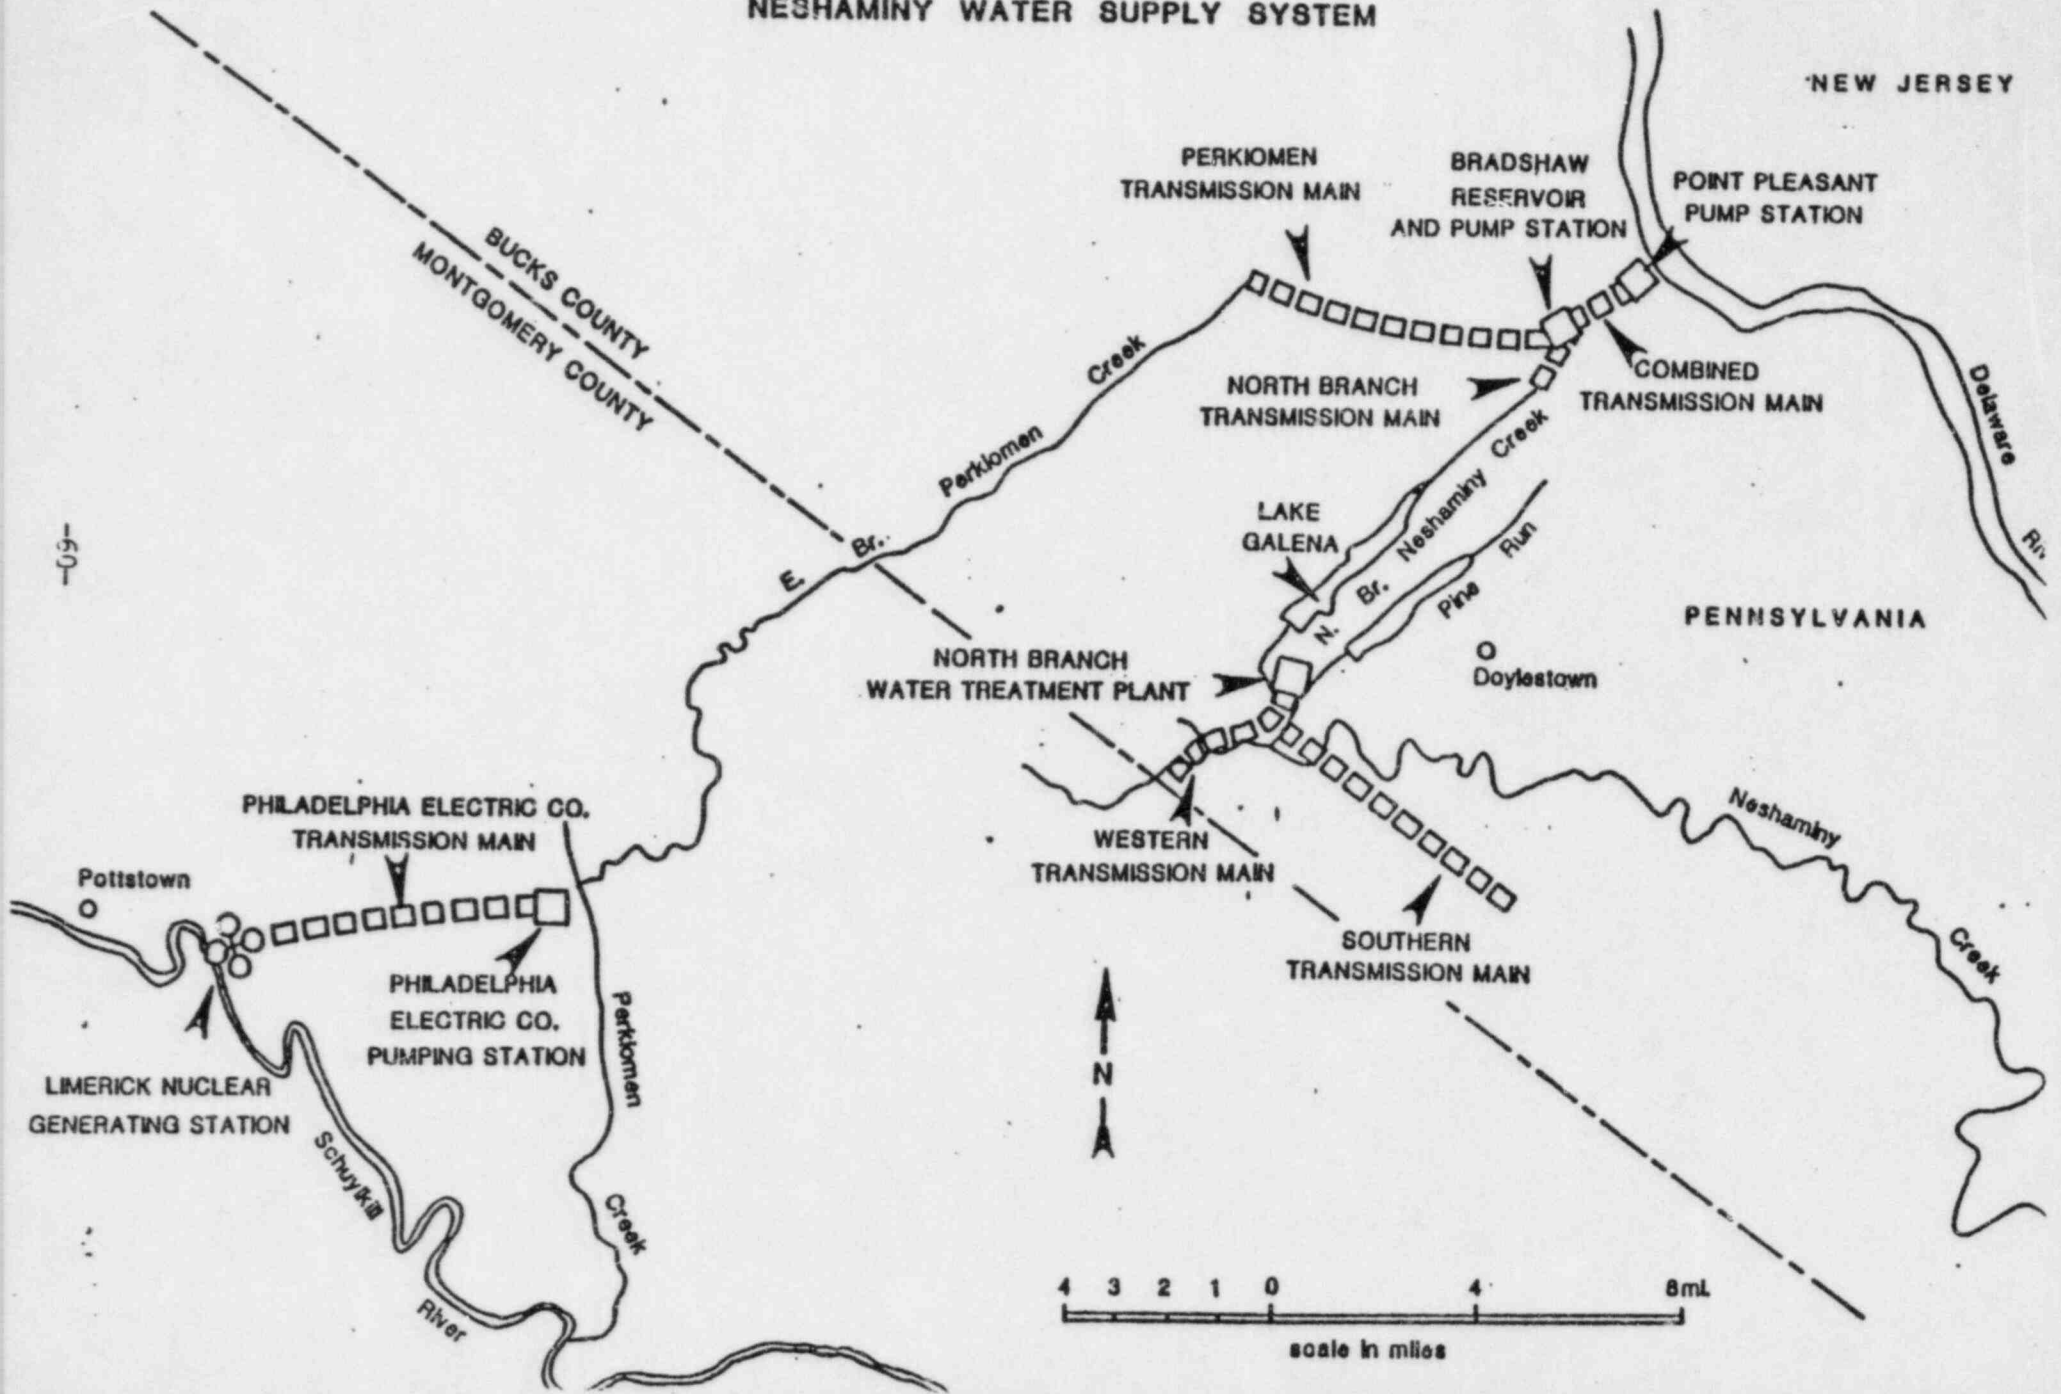 NESHAMINY WATER SUPPLY SYSTEM
NEW JERSEY
PERKIOMEN
TRANSMISSION MAIN
BRADSHAW
RESERVOIR
AND PUMP STATION
POINT PLEASANT
PUMP STATION
BUCKS COUNTY
MONTGOMERY COUNTY
NORTH BRANCH
TRANSMISSION MAIN
COMBINED
TRANSMISSION MAIN
Delaware
E. Br. Perkiomen Creek
LAKE
GALENA
N. Br. Neshaminy Creek
Pine Run
PENNSYLVANIA
Doylestown
NORTH BRANCH
WATER TREATMENT PLANT
Neshaminy Creek
WESTERN
TRANSMISSION MAIN
SOUTHERN
TRANSMISSION MAIN
PHILADELPHIA ELECTRIC CO.
TRANSMISSION MAIN
Pottstown
PHILADELPHIA
ELECTRIC CO.
PUMPING STATION
LIMERICK NUCLEAR
GENERATING STATION
Perkiomen Creek
Schuylkill River
N
4 3 2 1 0 4 8 mi.
scale in miles